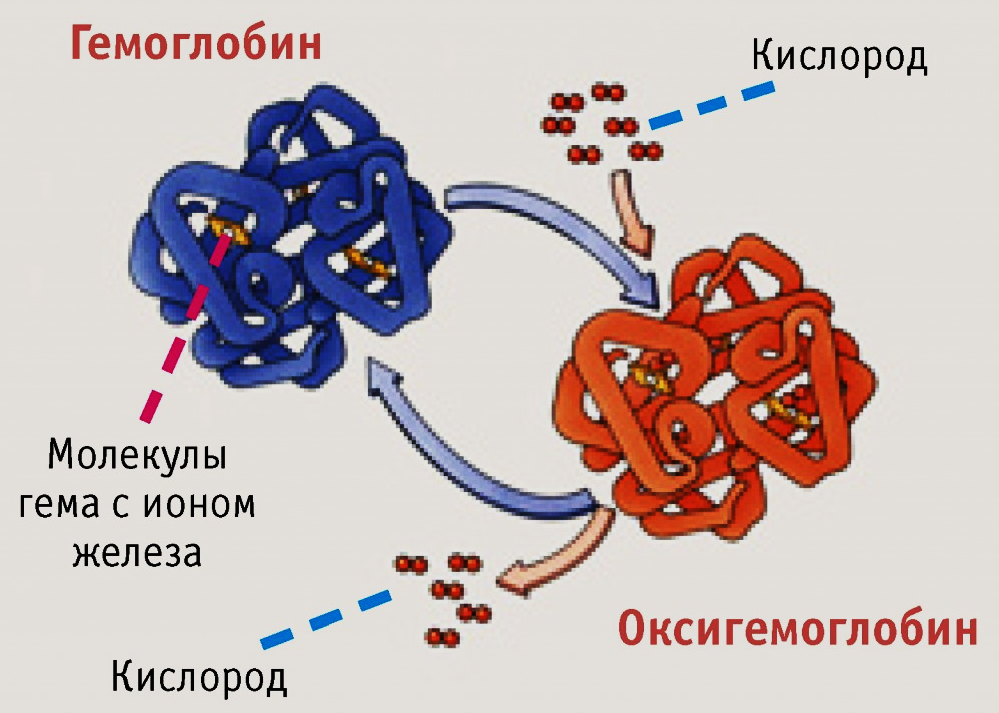 Гемоглобин
Кислород
Молекулы
гема с ионом
железа
Оксигемоглобин
Кислород